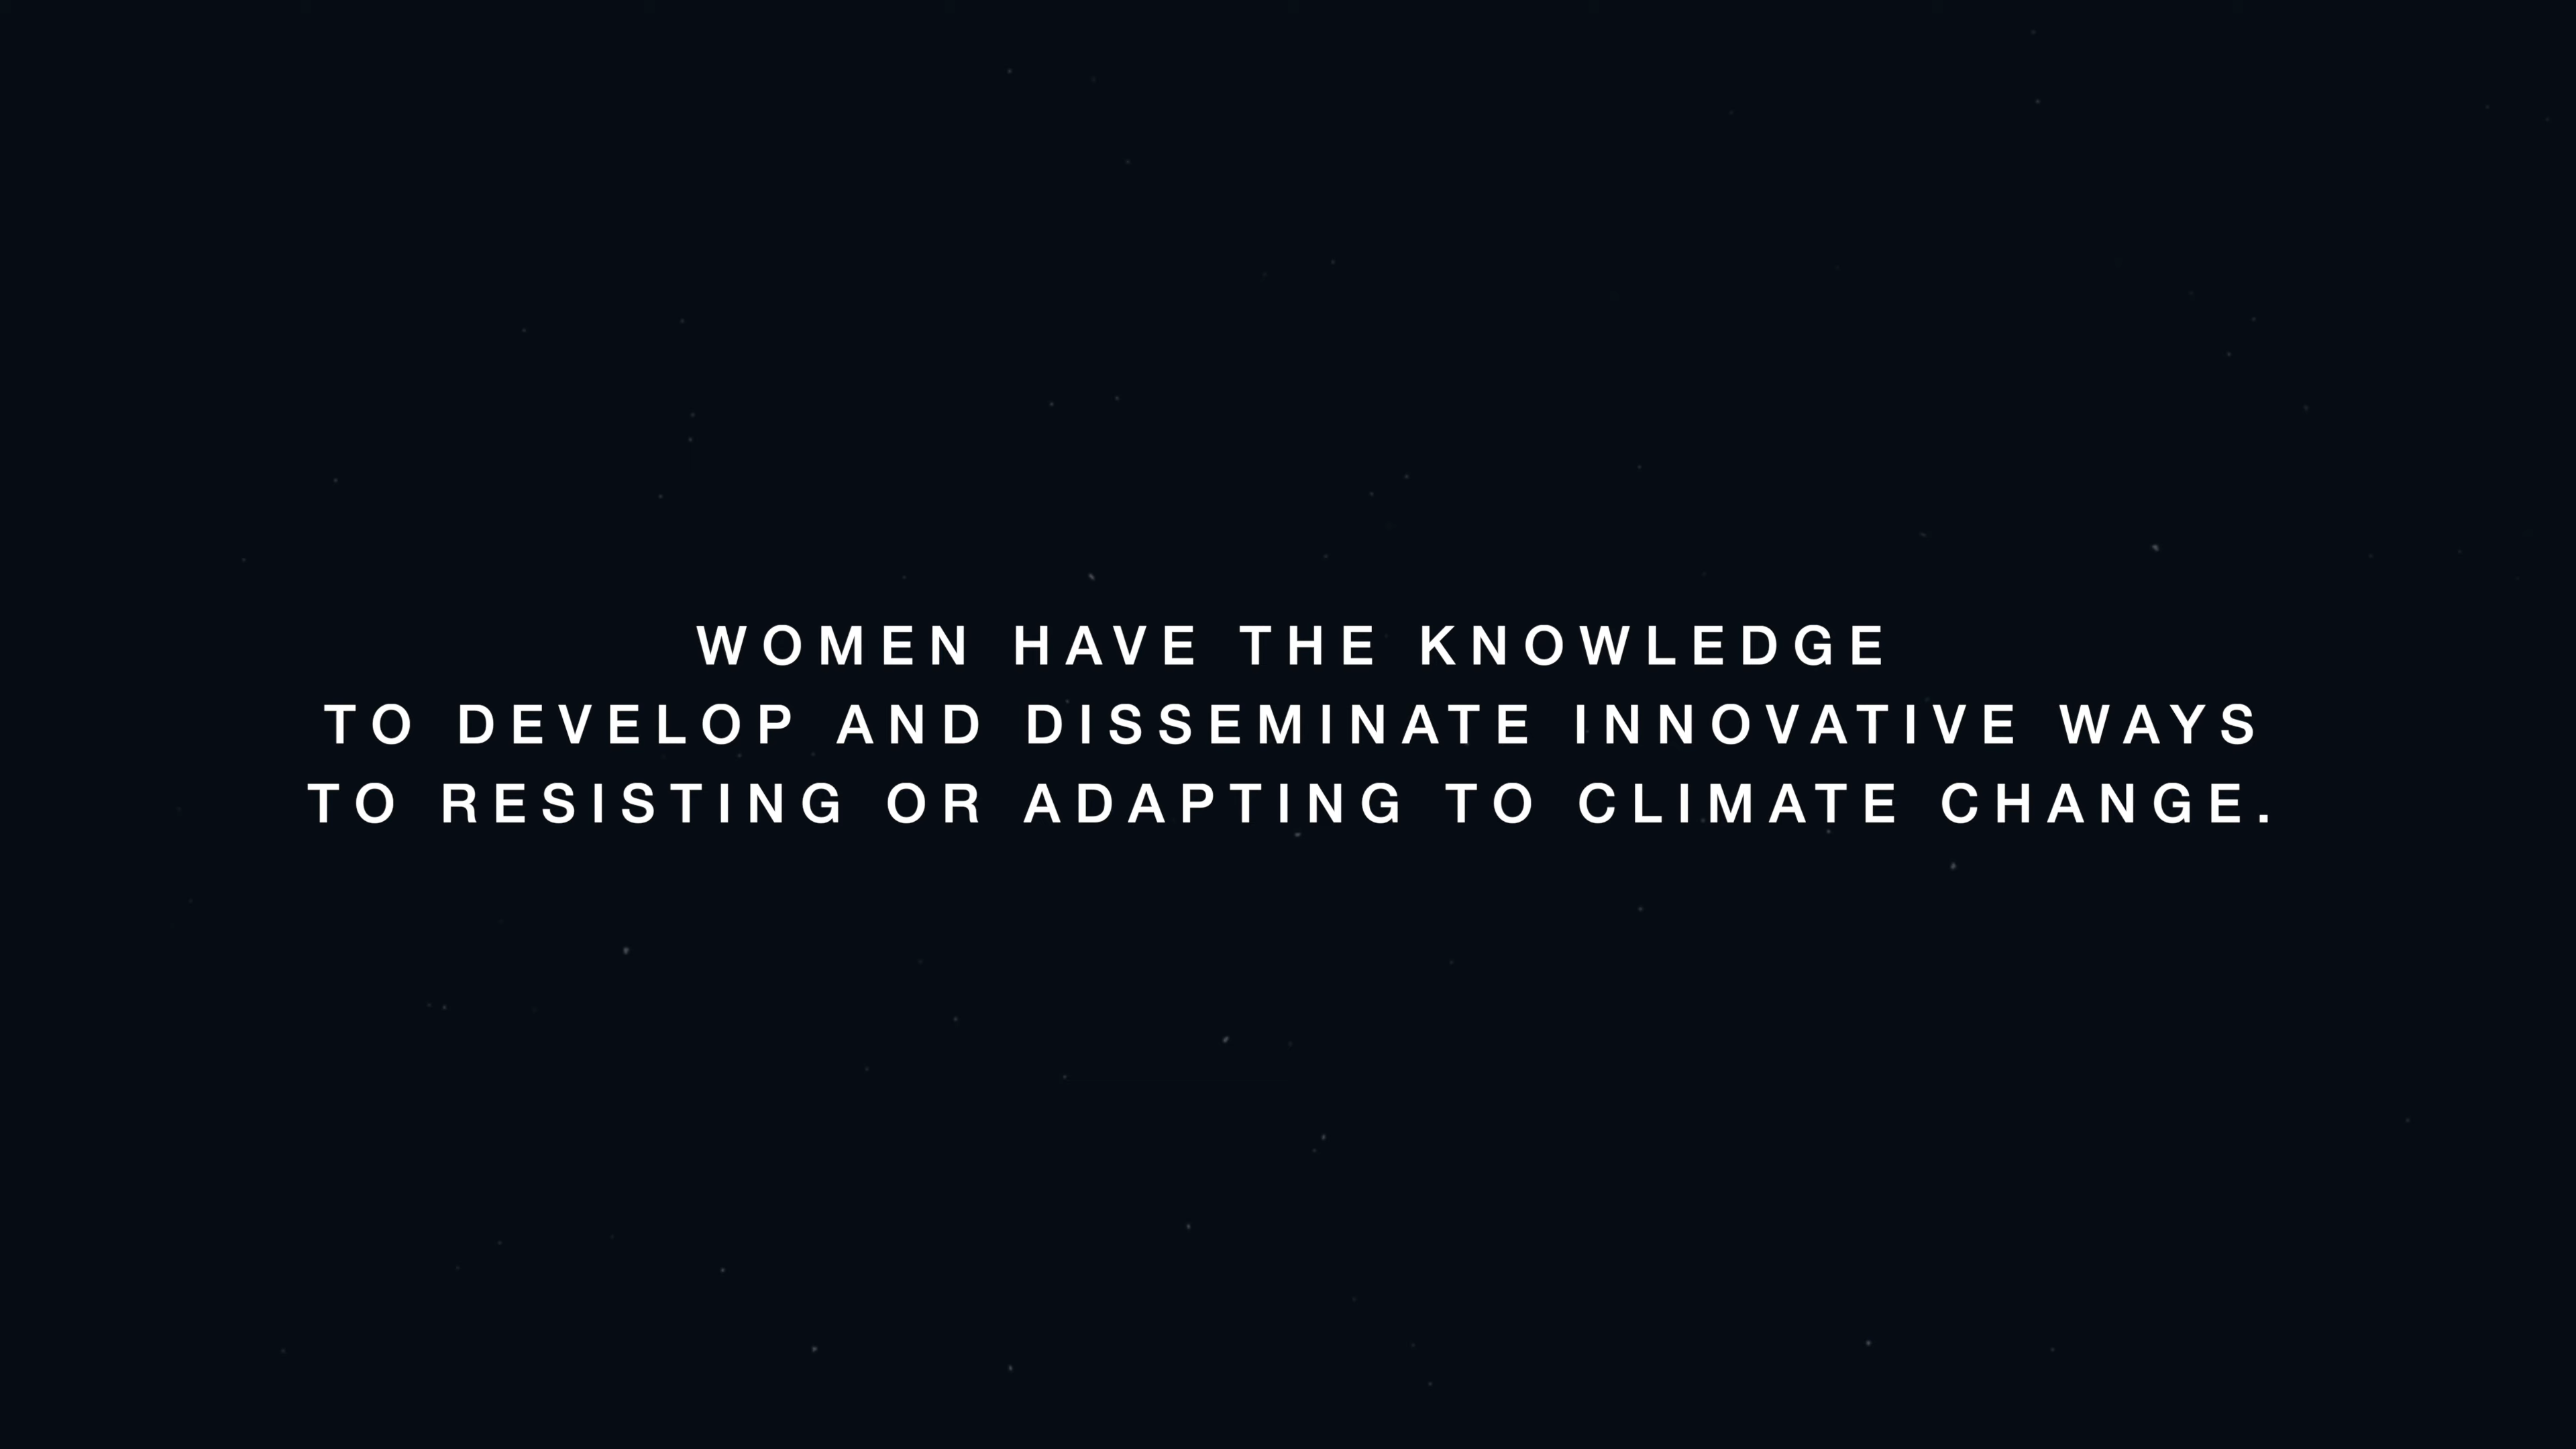 WOMEN HAVE THE KNOWLEDGE
TO DEVELOP AND DISSEMINATE INNOVATIVE WAYS
TO RESISTING OR ADAPTING TO CLIMATE CHANGE.